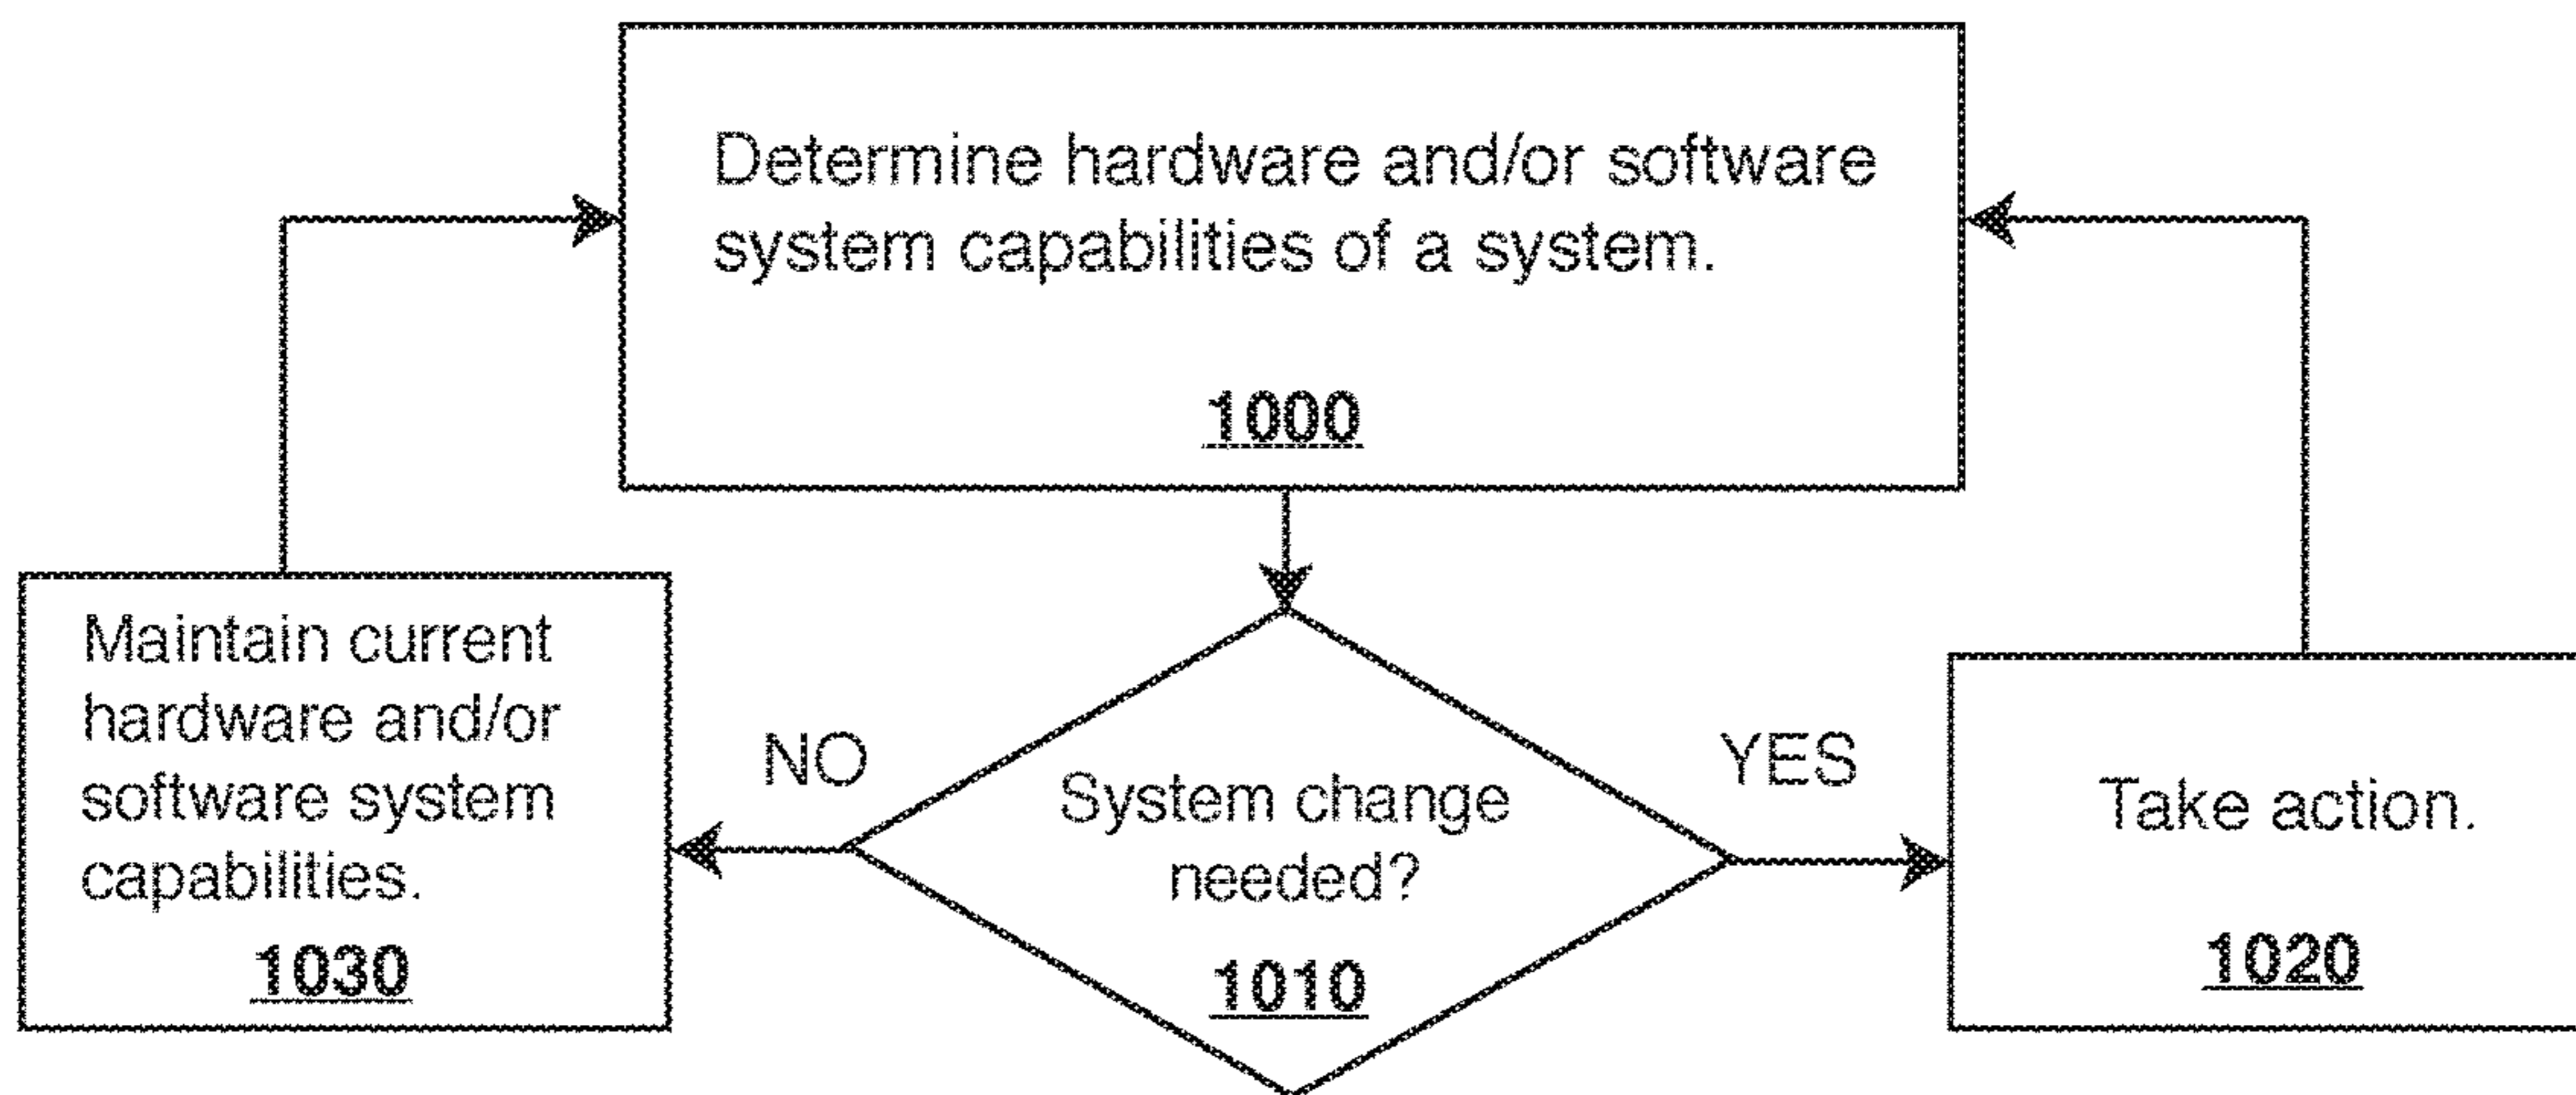 Determine hardware and/or software
system capabilities of a system.
1000
Maintain current
hardware and/or
software system
capabilities.
1030
NO
System change
needed?
1010
YES
Take action.
1020